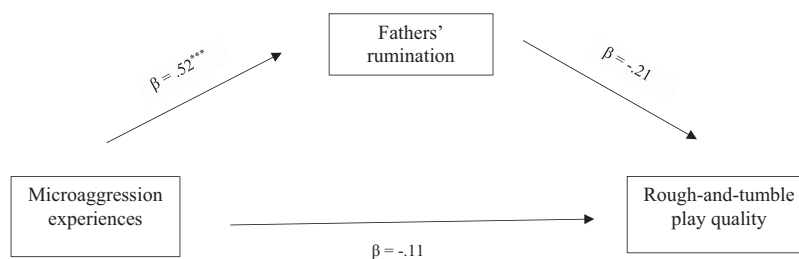 Fathers'
rumination
β = .52***
β = -.21
Microaggression
experiences
Rough-and-tumble
play quality
β = -.11